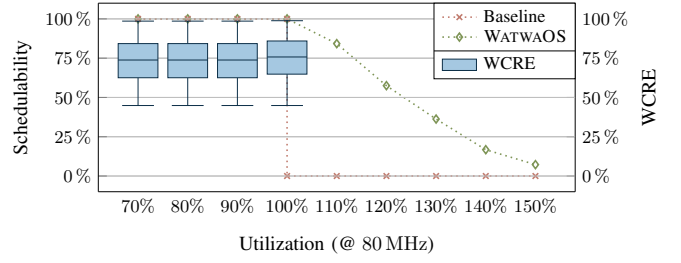 100 %
75 %
50 %
25 %
0 %
Schedulability
Baseline
WATWAOS
WCRE
100 %
75 %
50 %
25 %
0 %
WCRE
70% 80% 90% 100% 110% 120% 130% 140% 150%
Utilization (@ 80 MHz)